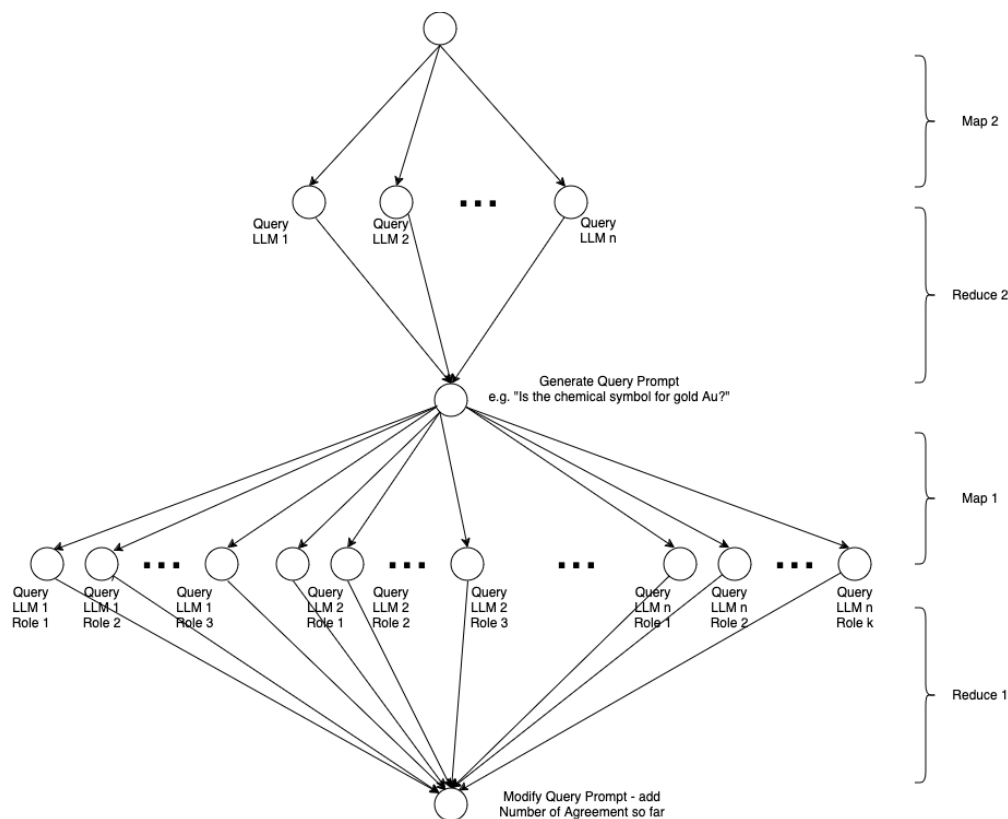 Map 2
Query
LLM 1
Query
LLM 2
Query
LLM n
Reduce 2
Generate Query Prompt
e.g. "Is the chemical symbol for gold Au?"
Map 1
Query
LLM 1
Role 1
Query
LLM 1
Role 2
Query
LLM 1
Role 3
Query
LLM 2
Role 1
Query
LLM 2
Role 2
Query
LLM 2
Role 3
Query
LLM n
Role 1
Query
LLM n
Role 2
Query
LLM n
Role k
Reduce 1
Modify Query Prompt - add
Number of Agreement so far